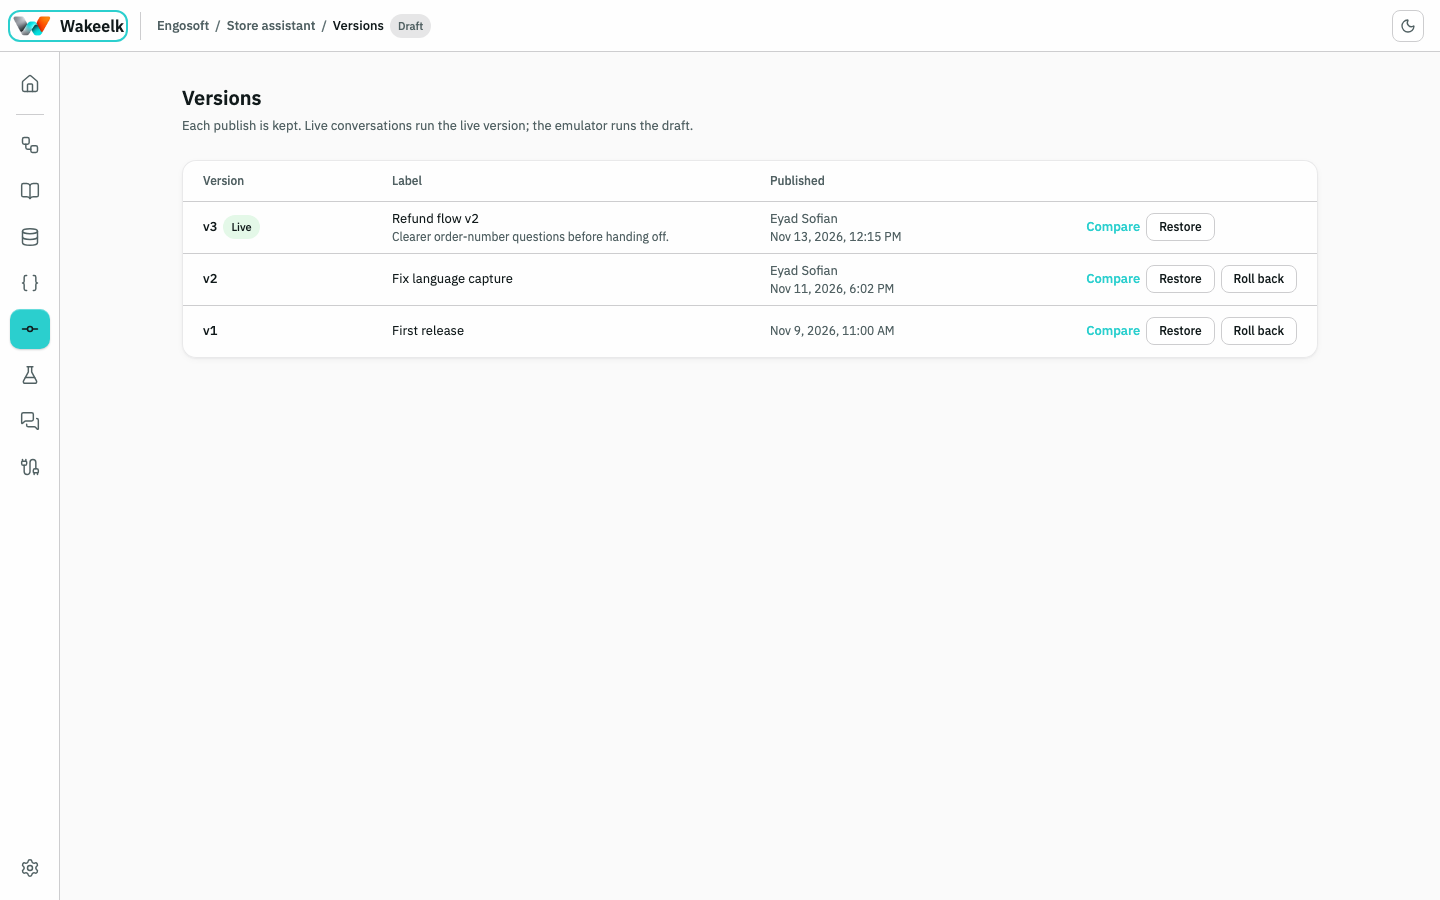 Wakeelk
Engosoft / Store assistant / Versions Draft
Versions
Each publish is kept. Live conversations run the live version; the emulator runs the draft.
Version Label Published
v3 Live Refund flow v2 Eyad Sofian Compare Restore
Clearer order-number questions before handing off. Nov 13, 2026, 12:15 PM
v2 Fix language capture Eyad Sofian Compare Restore Roll back
Nov 11, 2026, 6:02 PM
v1 First release Nov 9, 2026, 11:00 AM Compare Restore Roll back